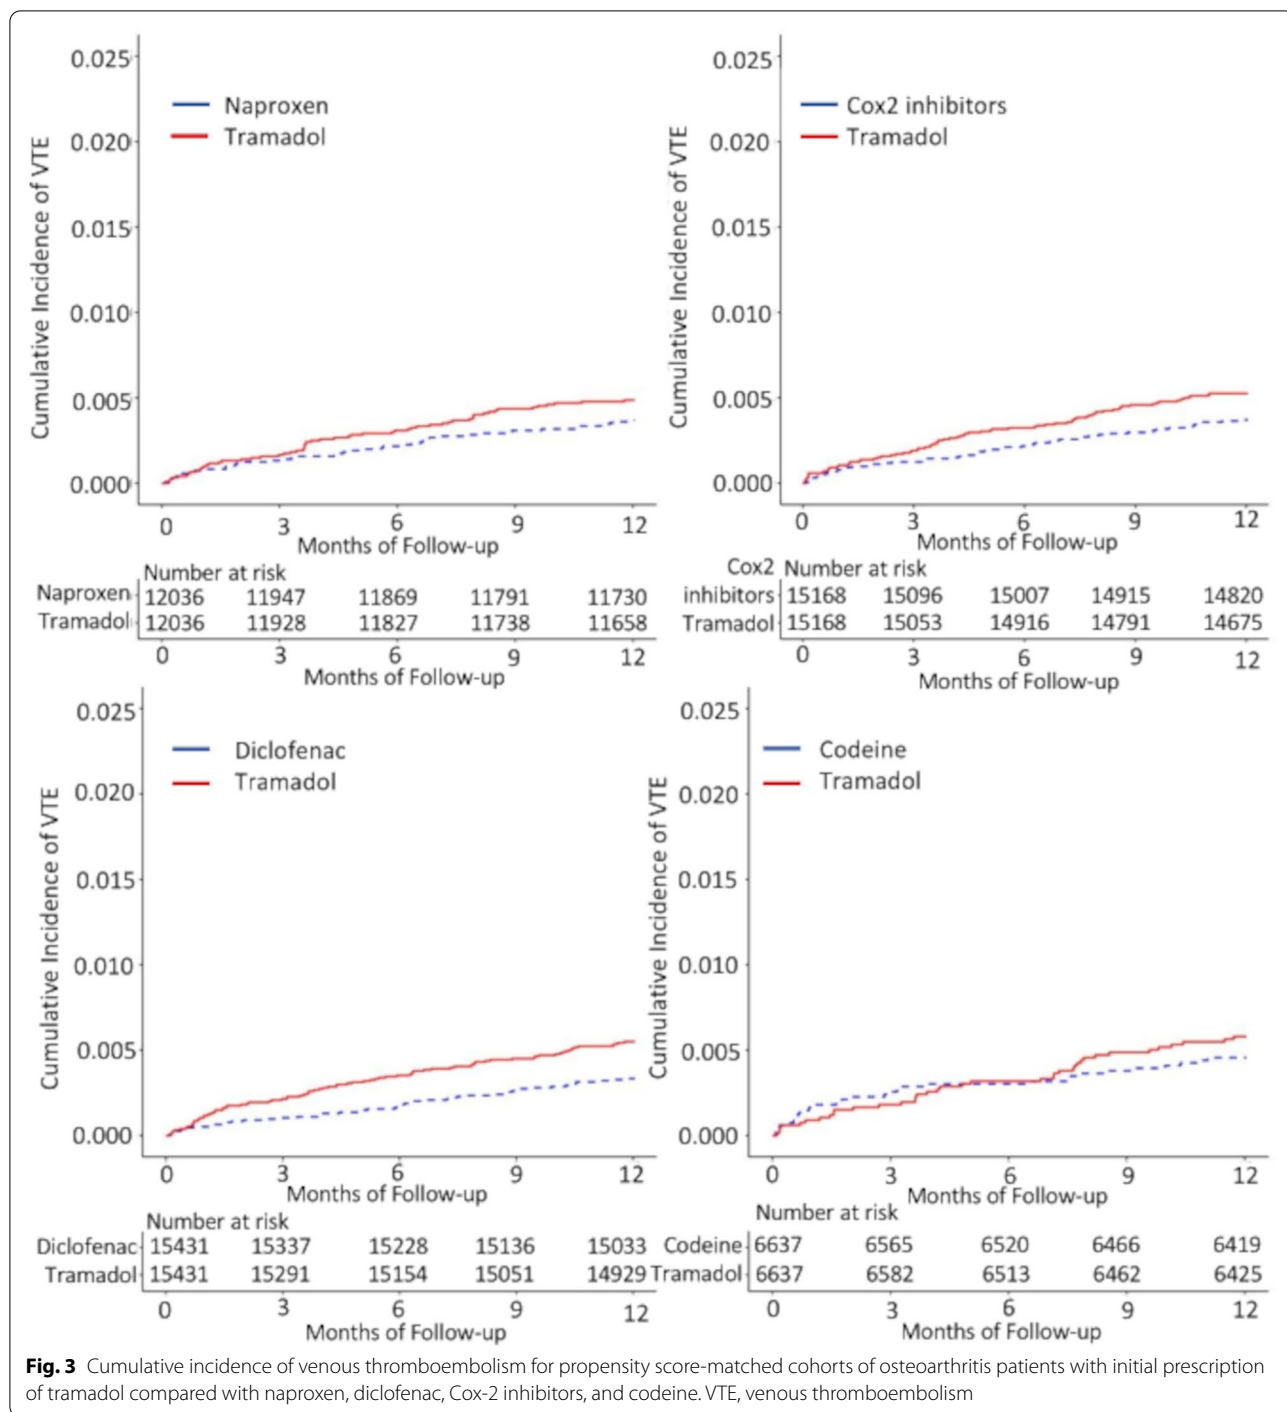 0.025
0.020
0.015
0.010
0.005
0.000
Cumulative Incidence of VTE
Naproxen
Tramadol
0 3 6 9 12
Months of Follow-up
Number at risk
Naproxen 12036 11947 11869 11791 11730
Tramadol 12036 11928 11827 11738 11658
0 3 6 9 12
Months of Follow-up
0.025
0.020
0.015
0.010
0.005
0.000
Cumulative Incidence of VTE
Cox2 inhibitors
Tramadol
0 3 6 9 12
Months of Follow-up
Cox2 Number at risk
inhibitors 15168 15096 15007 14915 14820
Tramadol 15168 15053 14916 14791 14675
0 3 6 9 12
Months of Follow-up
0.025
0.020
0.015
0.010
0.005
0.000
Cumulative Incidence of VTE
Diclofenac
Tramadol
0 3 6 9 12
Months of Follow-up
Number at risk
Diclofenac 15431 15337 15228 15136 15033
Tramadol 15431 15291 15154 15051 14929
0 3 6 9 12
Months of Follow-up
0.025
0.020
0.015
0.010
0.005
0.000
Cumulative Incidence of VTE
Codeine
Tramadol
0 3 6 9 12
Months of Follow-up
Number at risk
Codeine 6637 6565 6520 6466 6419
Tramadol 6637 6582 6513 6462 6425
0 3 6 9 12
Months of Follow-up
Fig. 3 Cumulative incidence of venous thromboembolism for propensity score-matched cohorts of osteoarthritis patients with initial prescription
of tramadol compared with naproxen, diclofenac, Cox-2 inhibitors, and codeine. VTE, venous thromboembolism